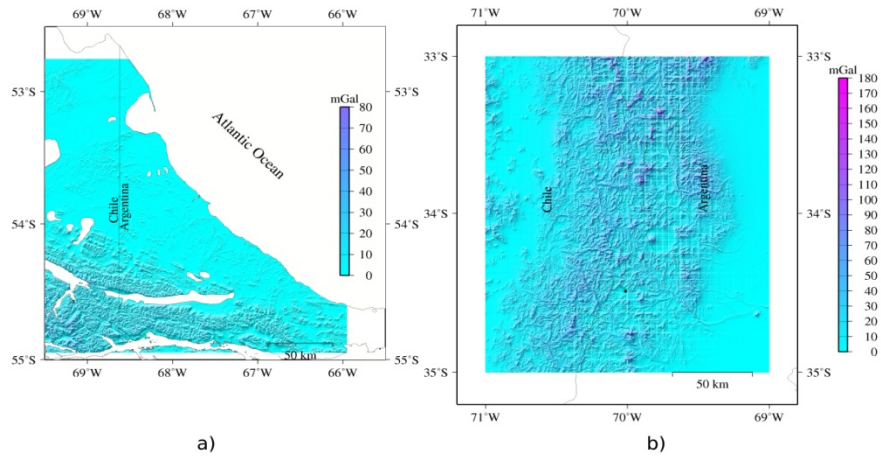 69°W 68°W 67°W 66°W
53°S
54°S
55°S
mGal
80
70
60
50
40
30
20
10
0
Atlantic Ocean
Chile
Argentina
50 km
53°S
54°S
55°S
69°W 68°W 67°W 66°W
a)
71°W 70°W 69°W
33°S
34°S
35°S
Chile
Argentina
50 km
33°S
34°S
35°S
71°W 70°W 69°W
mGal
180
170
160
150
140
130
120
110
100
90
80
70
60
50
40
30
20
10
0
b)